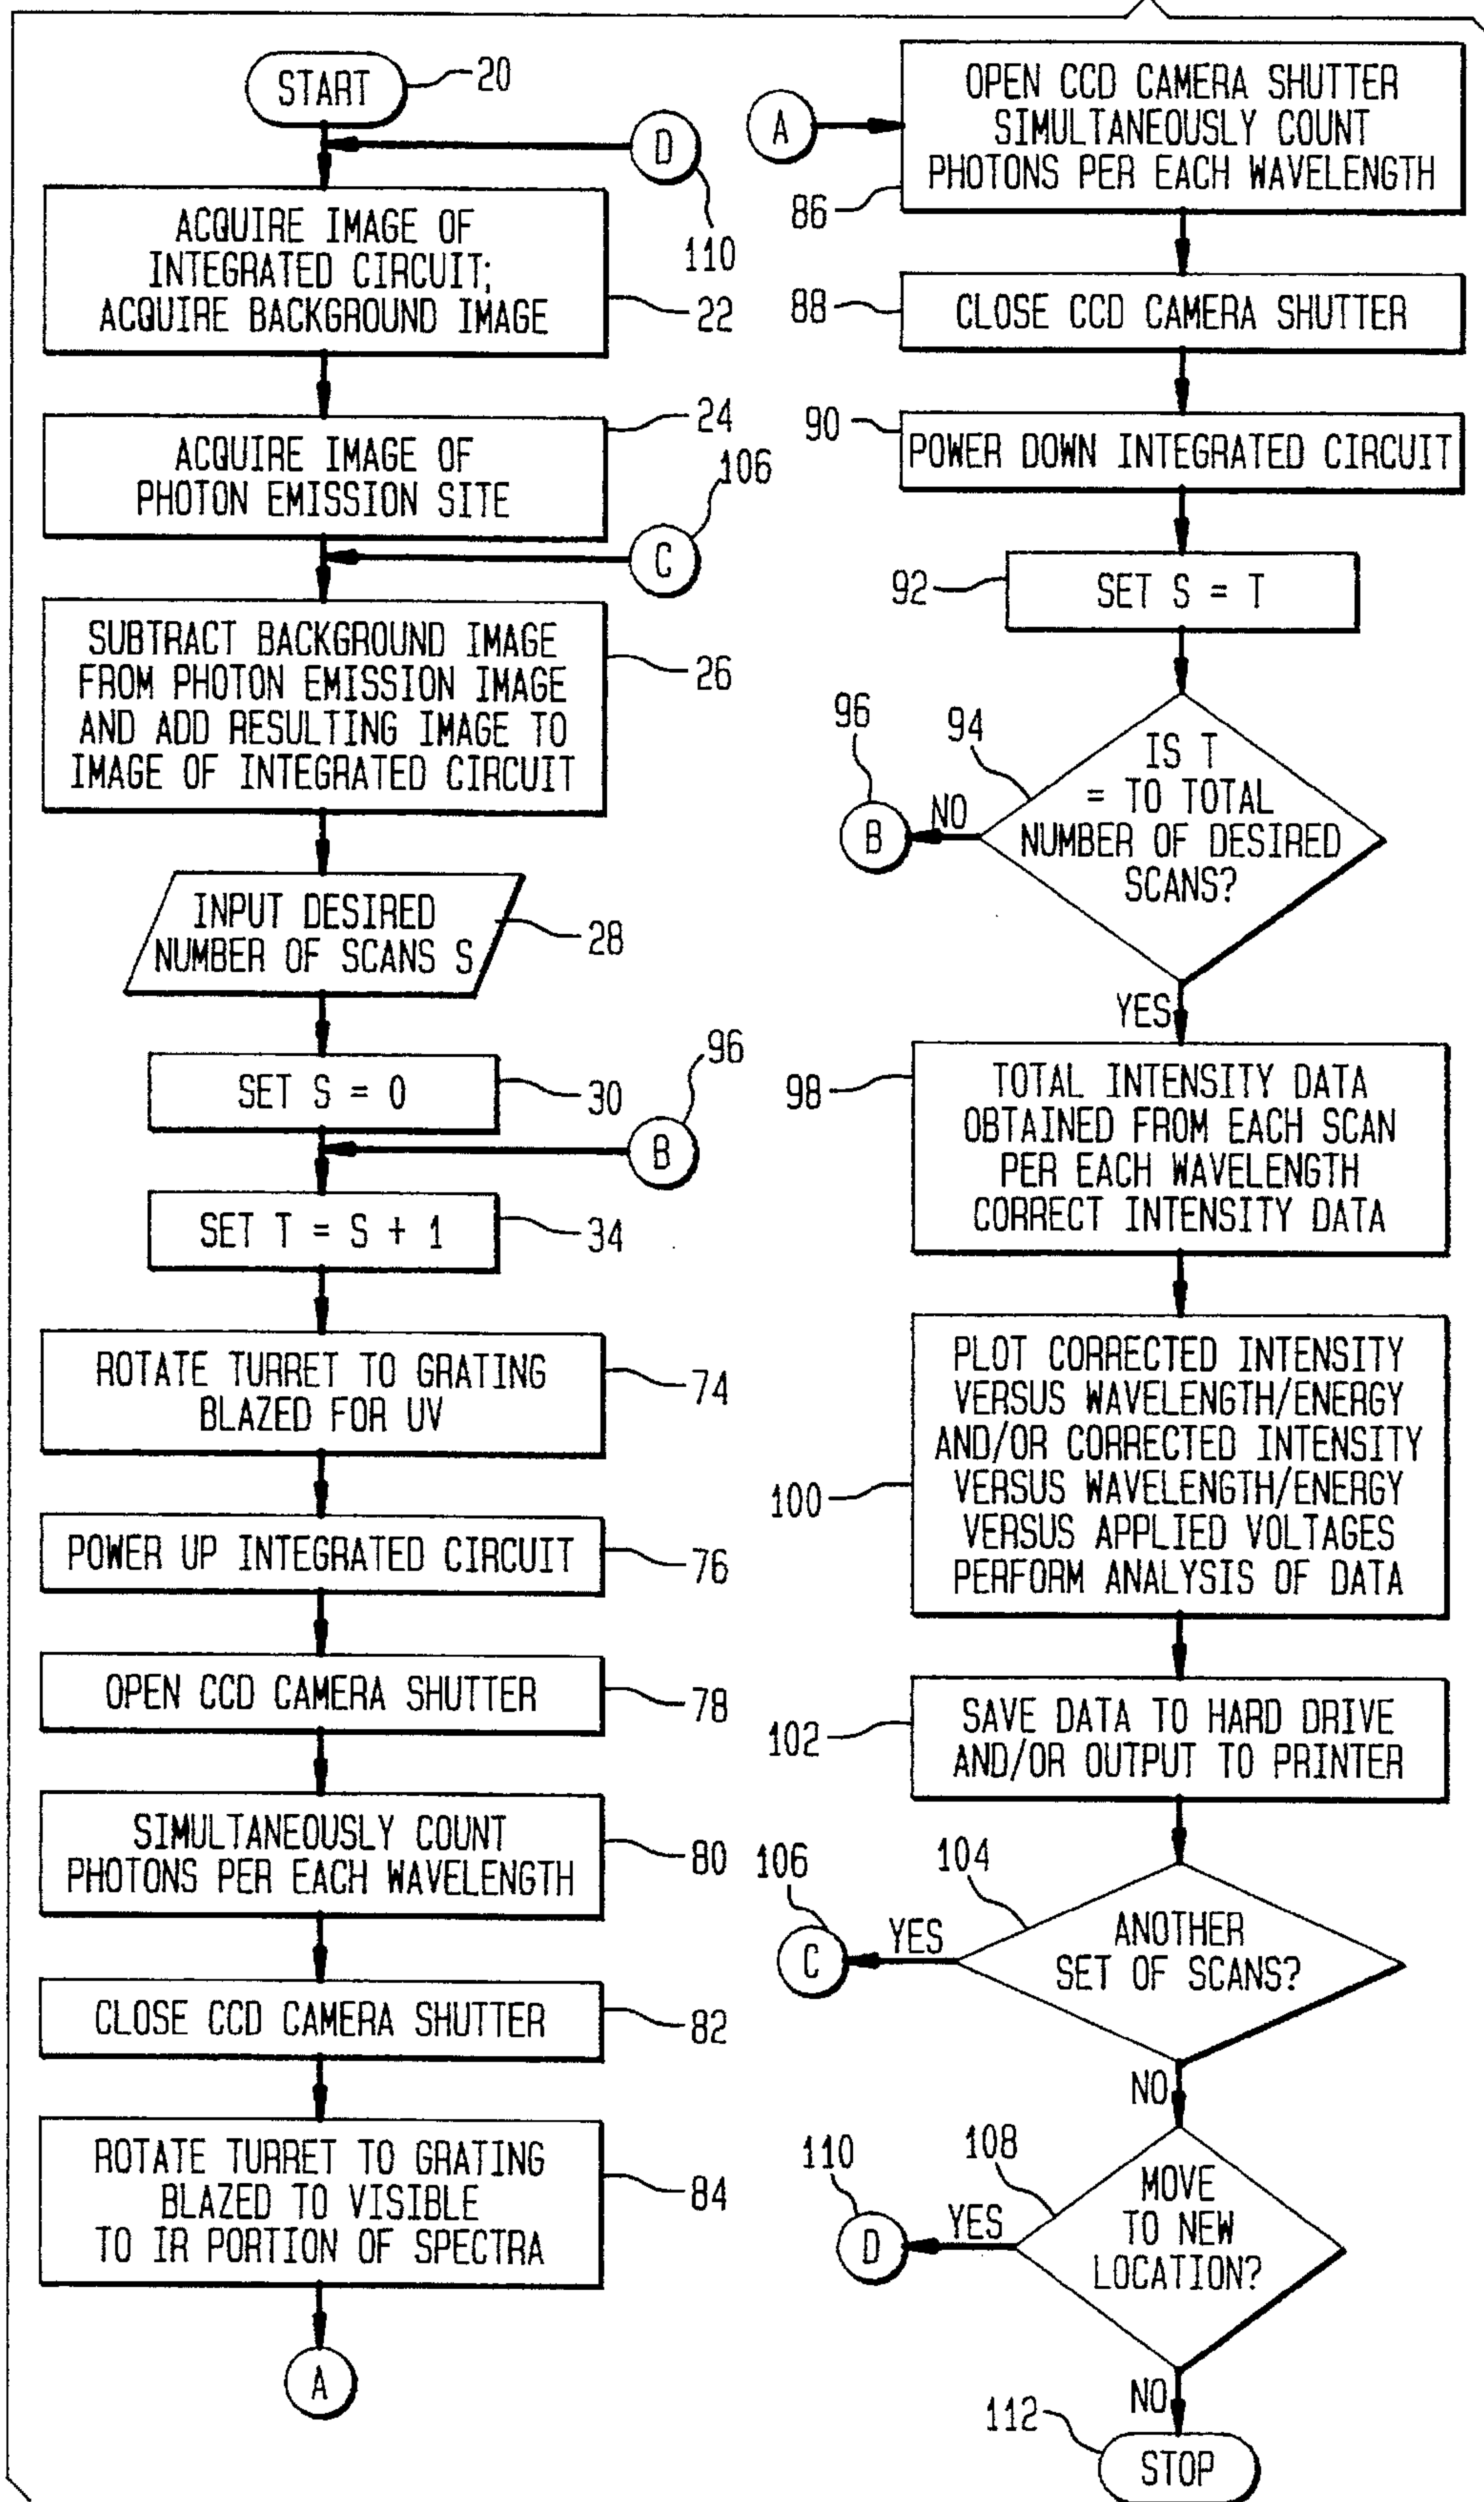 START
20
D
110
ACQUIRE IMAGE OF
INTEGRATED CIRCUIT;
ACQUIRE BACKGROUND IMAGE
22
ACQUIRE IMAGE OF
PHOTON EMISSION SITE
24
106
C
SUBTRACT BACKGROUND IMAGE
FROM PHOTON EMISSION IMAGE
AND ADD RESULTING IMAGE TO
IMAGE OF INTEGRATED CIRCUIT
26
INPUT DESIRED
NUMBER OF SCANS S
28
SET S = 0
30
96
B
SET T = S + 1
34
ROTATE TURRET TO GRATING
BLAZED FOR UV
74
POWER UP INTEGRATED CIRCUIT
76
OPEN CCD CAMERA SHUTTER
78
SIMULTANEOUSLY COUNT
PHOTONS PER EACH WAVELENGTH
80
CLOSE CCD CAMERA SHUTTER
82
ROTATE TURRET TO GRATING
BLAZED TO VISIBLE
TO IR PORTION OF SPECTRA
84
A
A
OPEN CCD CAMERA SHUTTER
SIMULTANEOUSLY COUNT
PHOTONS PER EACH WAVELENGTH
86
88
CLOSE CCD CAMERA SHUTTER
90
POWER DOWN INTEGRATED CIRCUIT
92
SET S = T
96
94
IS T
= TO TOTAL
NUMBER OF DESIRED
SCANS?
B
NO
YES
98
TOTAL INTENSITY DATA
OBTAINED FROM EACH SCAN
PER EACH WAVELENGTH
CORRECT INTENSITY DATA
100
PLOT CORRECTED INTENSITY
VERSUS WAVELENGTH/ENERGY
AND/OR CORRECTED INTENSITY
VERSUS WAVELENGTH/ENERGY
VERSUS APPLIED VOLTAGES
PERFORM ANALYSIS OF DATA
102
SAVE DATA TO HARD DRIVE
AND/OR OUTPUT TO PRINTER
106
104
C
YES
ANOTHER
SET OF SCANS?
NO
110
108
D
YES
MOVE
TO NEW
LOCATION?
NO
112
STOP